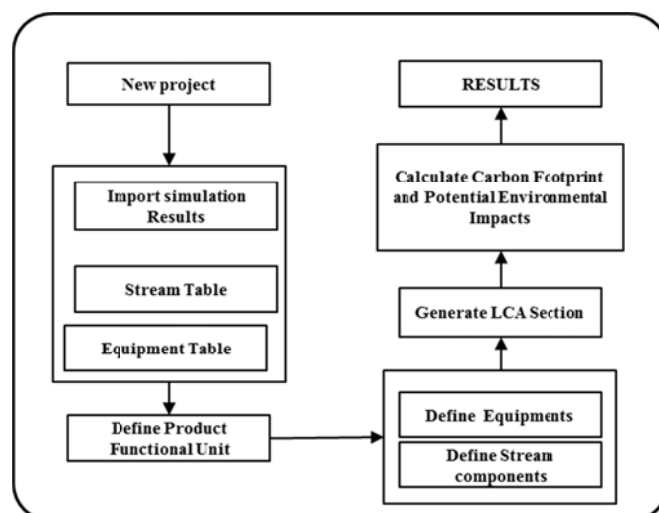 New project
Import simulation
Results
Stream Table
Equipment Table
Define Product
Functional Unit
Define Equipments
Define Stream
components
Generate LCA Section
Calculate Carbon Footprint
and Potential Environmental
Impacts
RESULTS